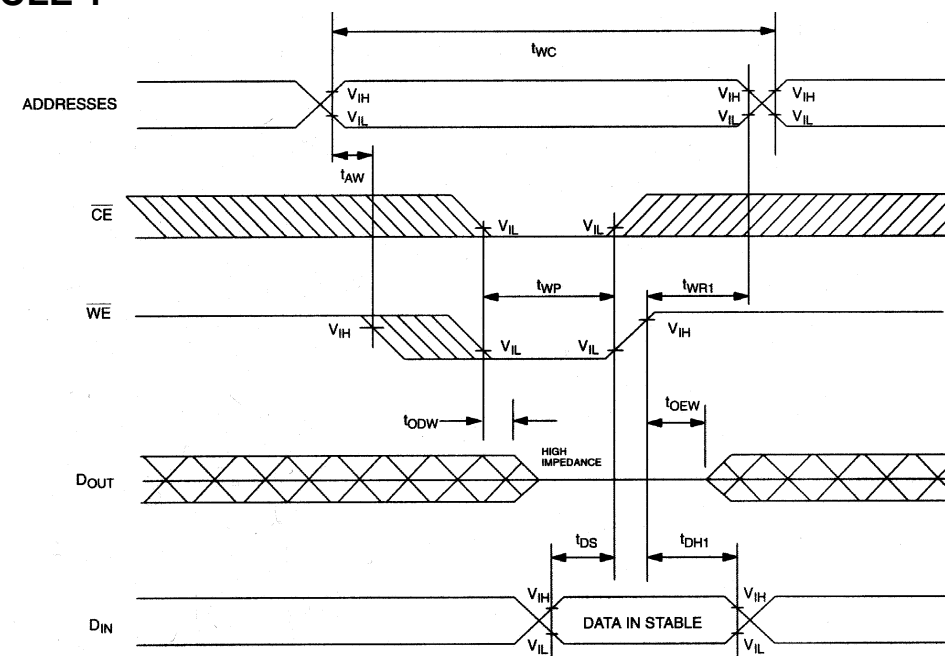 tWC
ADDRESSES
VIH
VIL
VIH
VIL
VIH
VIL
tAW
CE
VIL
VIL
tWP
tWR1
WE
VIH
VIL
VIL
VIH
tODW
tOEW
HIGH
IMPEDANCE
DOUT
tDS
tDH1
VIH
VIH
DIN
DATA IN STABLE
VIL
VIL